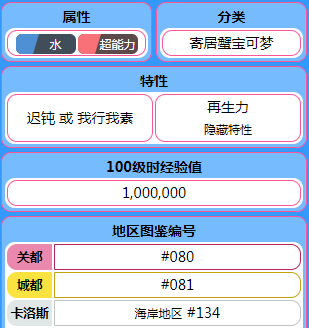 属性 分类
水 超能力 寄居蟹宝可梦
特性
迟钝 或 我行我素 再生力
隐藏特性
100级时经验值
1,000,000
地区图鉴编号
关都 #080
城都 #081
卡洛斯 海岸地区 #134